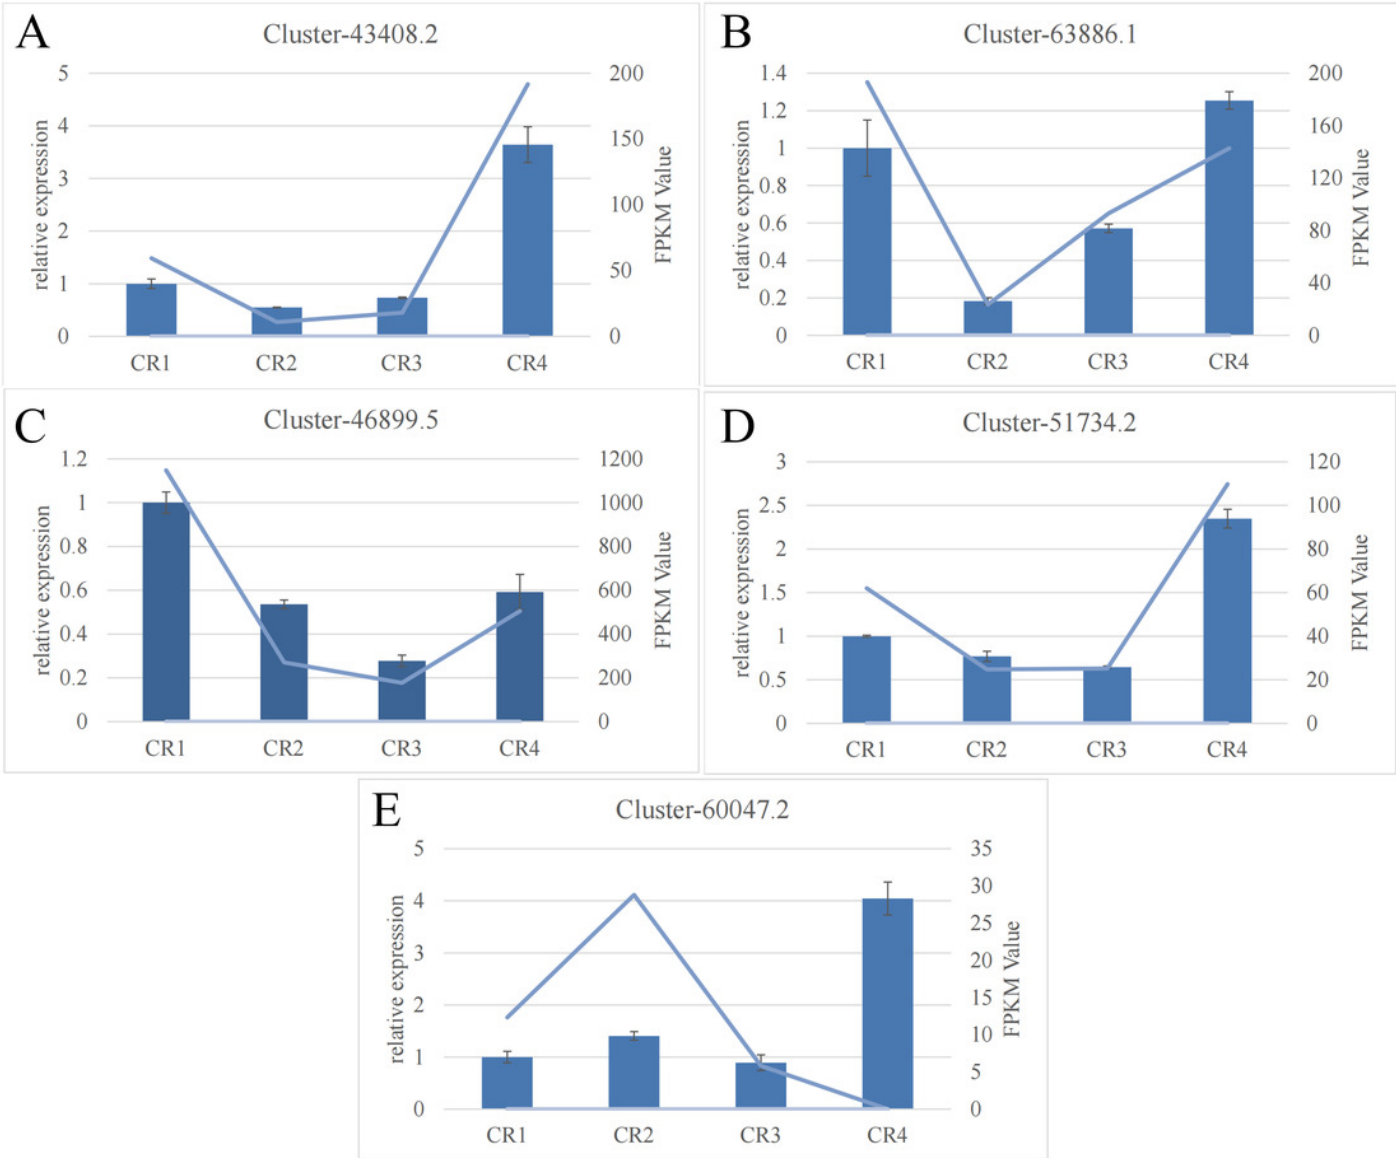 A
Cluster-43408.2
relative expression
5
4
3
2
1
0
200
150
100
50
0
FPKM Value
CR1 CR2 CR3 CR4
B
Cluster-63886.1
relative expression
1.4
1.2
1
0.8
0.6
0.4
0.2
0
200
160
120
80
40
0
FPKM Value
CR1 CR2 CR3 CR4
C
Cluster-46899.5
relative expression
1.2
1
0.8
0.6
0.4
0.2
0
1200
1000
800
600
400
200
0
FPKM Value
CR1 CR2 CR3 CR4
D
Cluster-51734.2
relative expression
3
2.5
2
1.5
1
0.5
0
120
100
80
60
40
20
0
FPKM Value
CR1 CR2 CR3 CR4
E
Cluster-60047.2
relative expression
5
4
3
2
1
0
35
30
25
20
15
10
5
0
FPKM Value
CR1 CR2 CR3 CR4